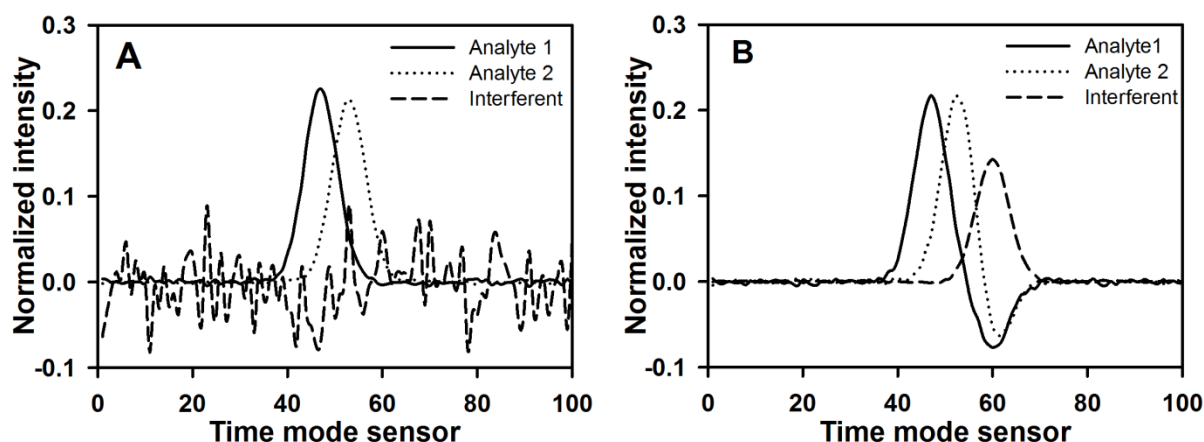 A
Analyte 1
Analyte 2
Interferent
0.3
0.2
0.1
0.0
-0.1
Normalized intensity
0 20 40 60 80 100
Time mode sensor
B
Analyte1
Analyte 2
Interferent
0.3
0.2
0.1
0.0
-0.1
Normalized intensity
0 20 40 60 80 100
Time mode sensor